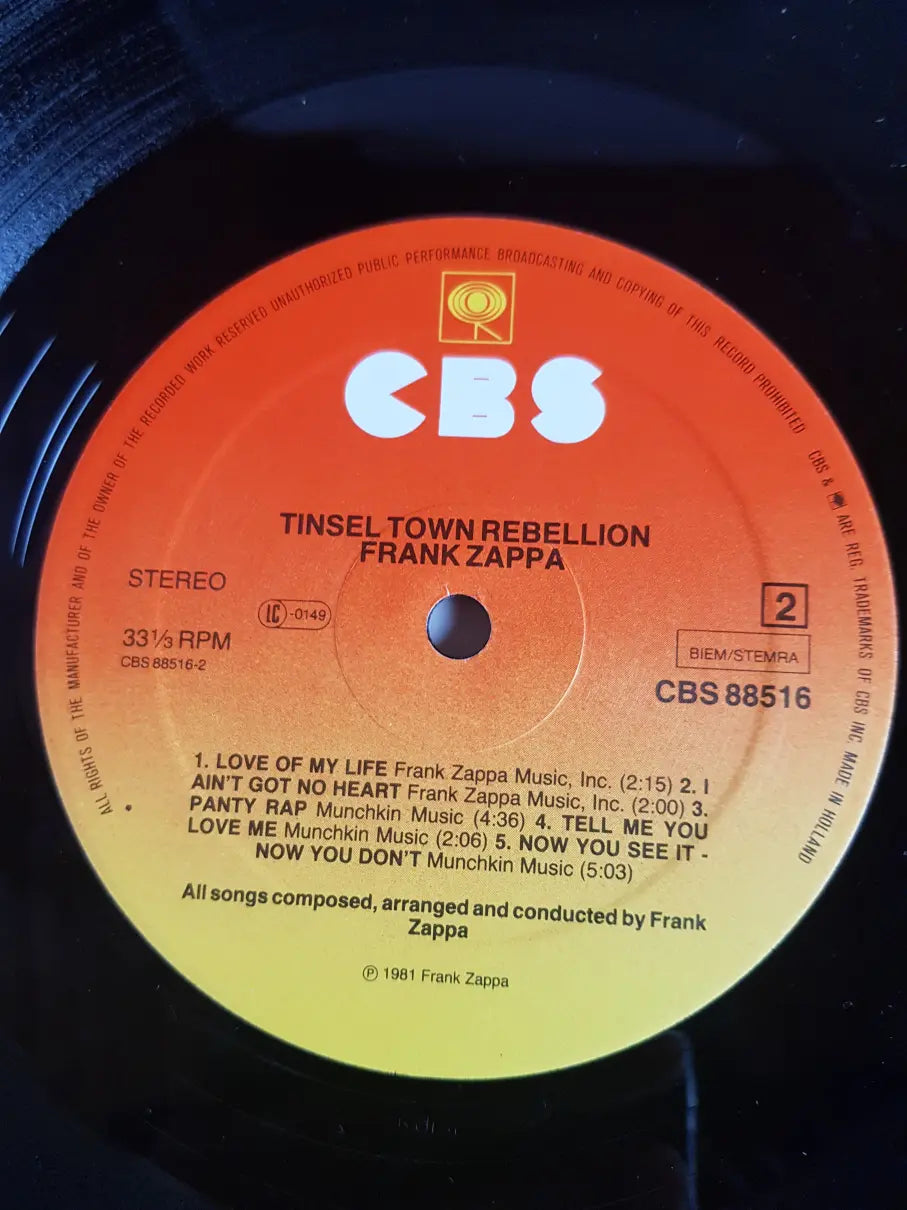 ALL RIGHTS OF THE MANUFACTURER AND OF THE OWNER OF THE RECORDED WORK RESERVED UNAUTHORIZED PUBLIC PERFORMANCE BROADCASTING AND COPYING OF THIS RECORD PROHIBITED CBS & ARE REG. TRADEMARKS OF CBS INC. MADE IN HOLLAND
CBS
TINSEL TOWN REBELLION
FRANK ZAPPA
STEREO
LC -0149
2
33⅓ RPM
BIEM/STEMRA
CBS 88516-2
CBS 88516
1. LOVE OF MY LIFE Frank Zappa Music, Inc. (2:15) 2. I
AIN'T GOT NO HEART Frank Zappa Music, Inc. (2:00) 3.
PANTY RAP Munchkin Music (4:36) 4. TELL ME YOU
LOVE ME Munchkin Music (2:06) 5. NOW YOU SEE IT -
NOW YOU DON'T Munchkin Music (5:03)
All songs composed, arranged and conducted by Frank
Zappa
℗ 1981 Frank Zappa